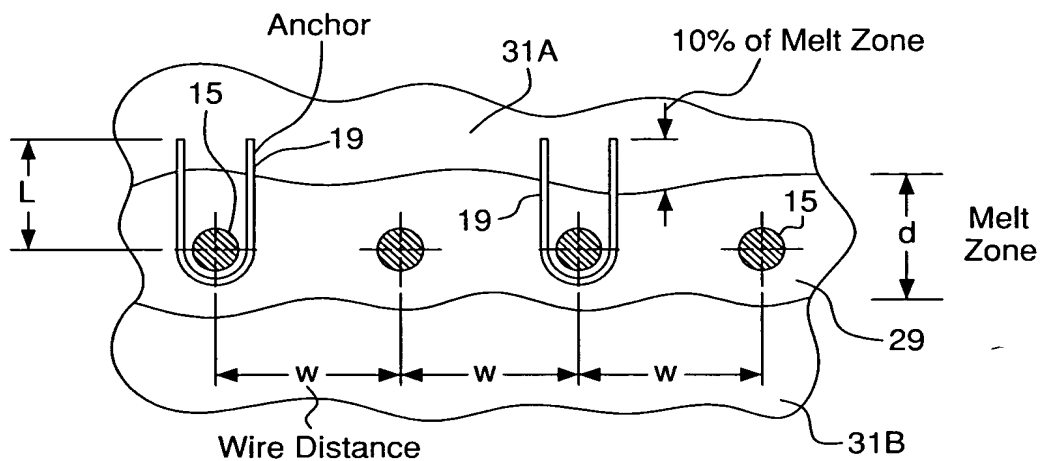 Anchor
10% of Melt Zone
31A
15
19
L
19
15
d
Melt
Zone
29
w
w
w
Wire Distance
31B